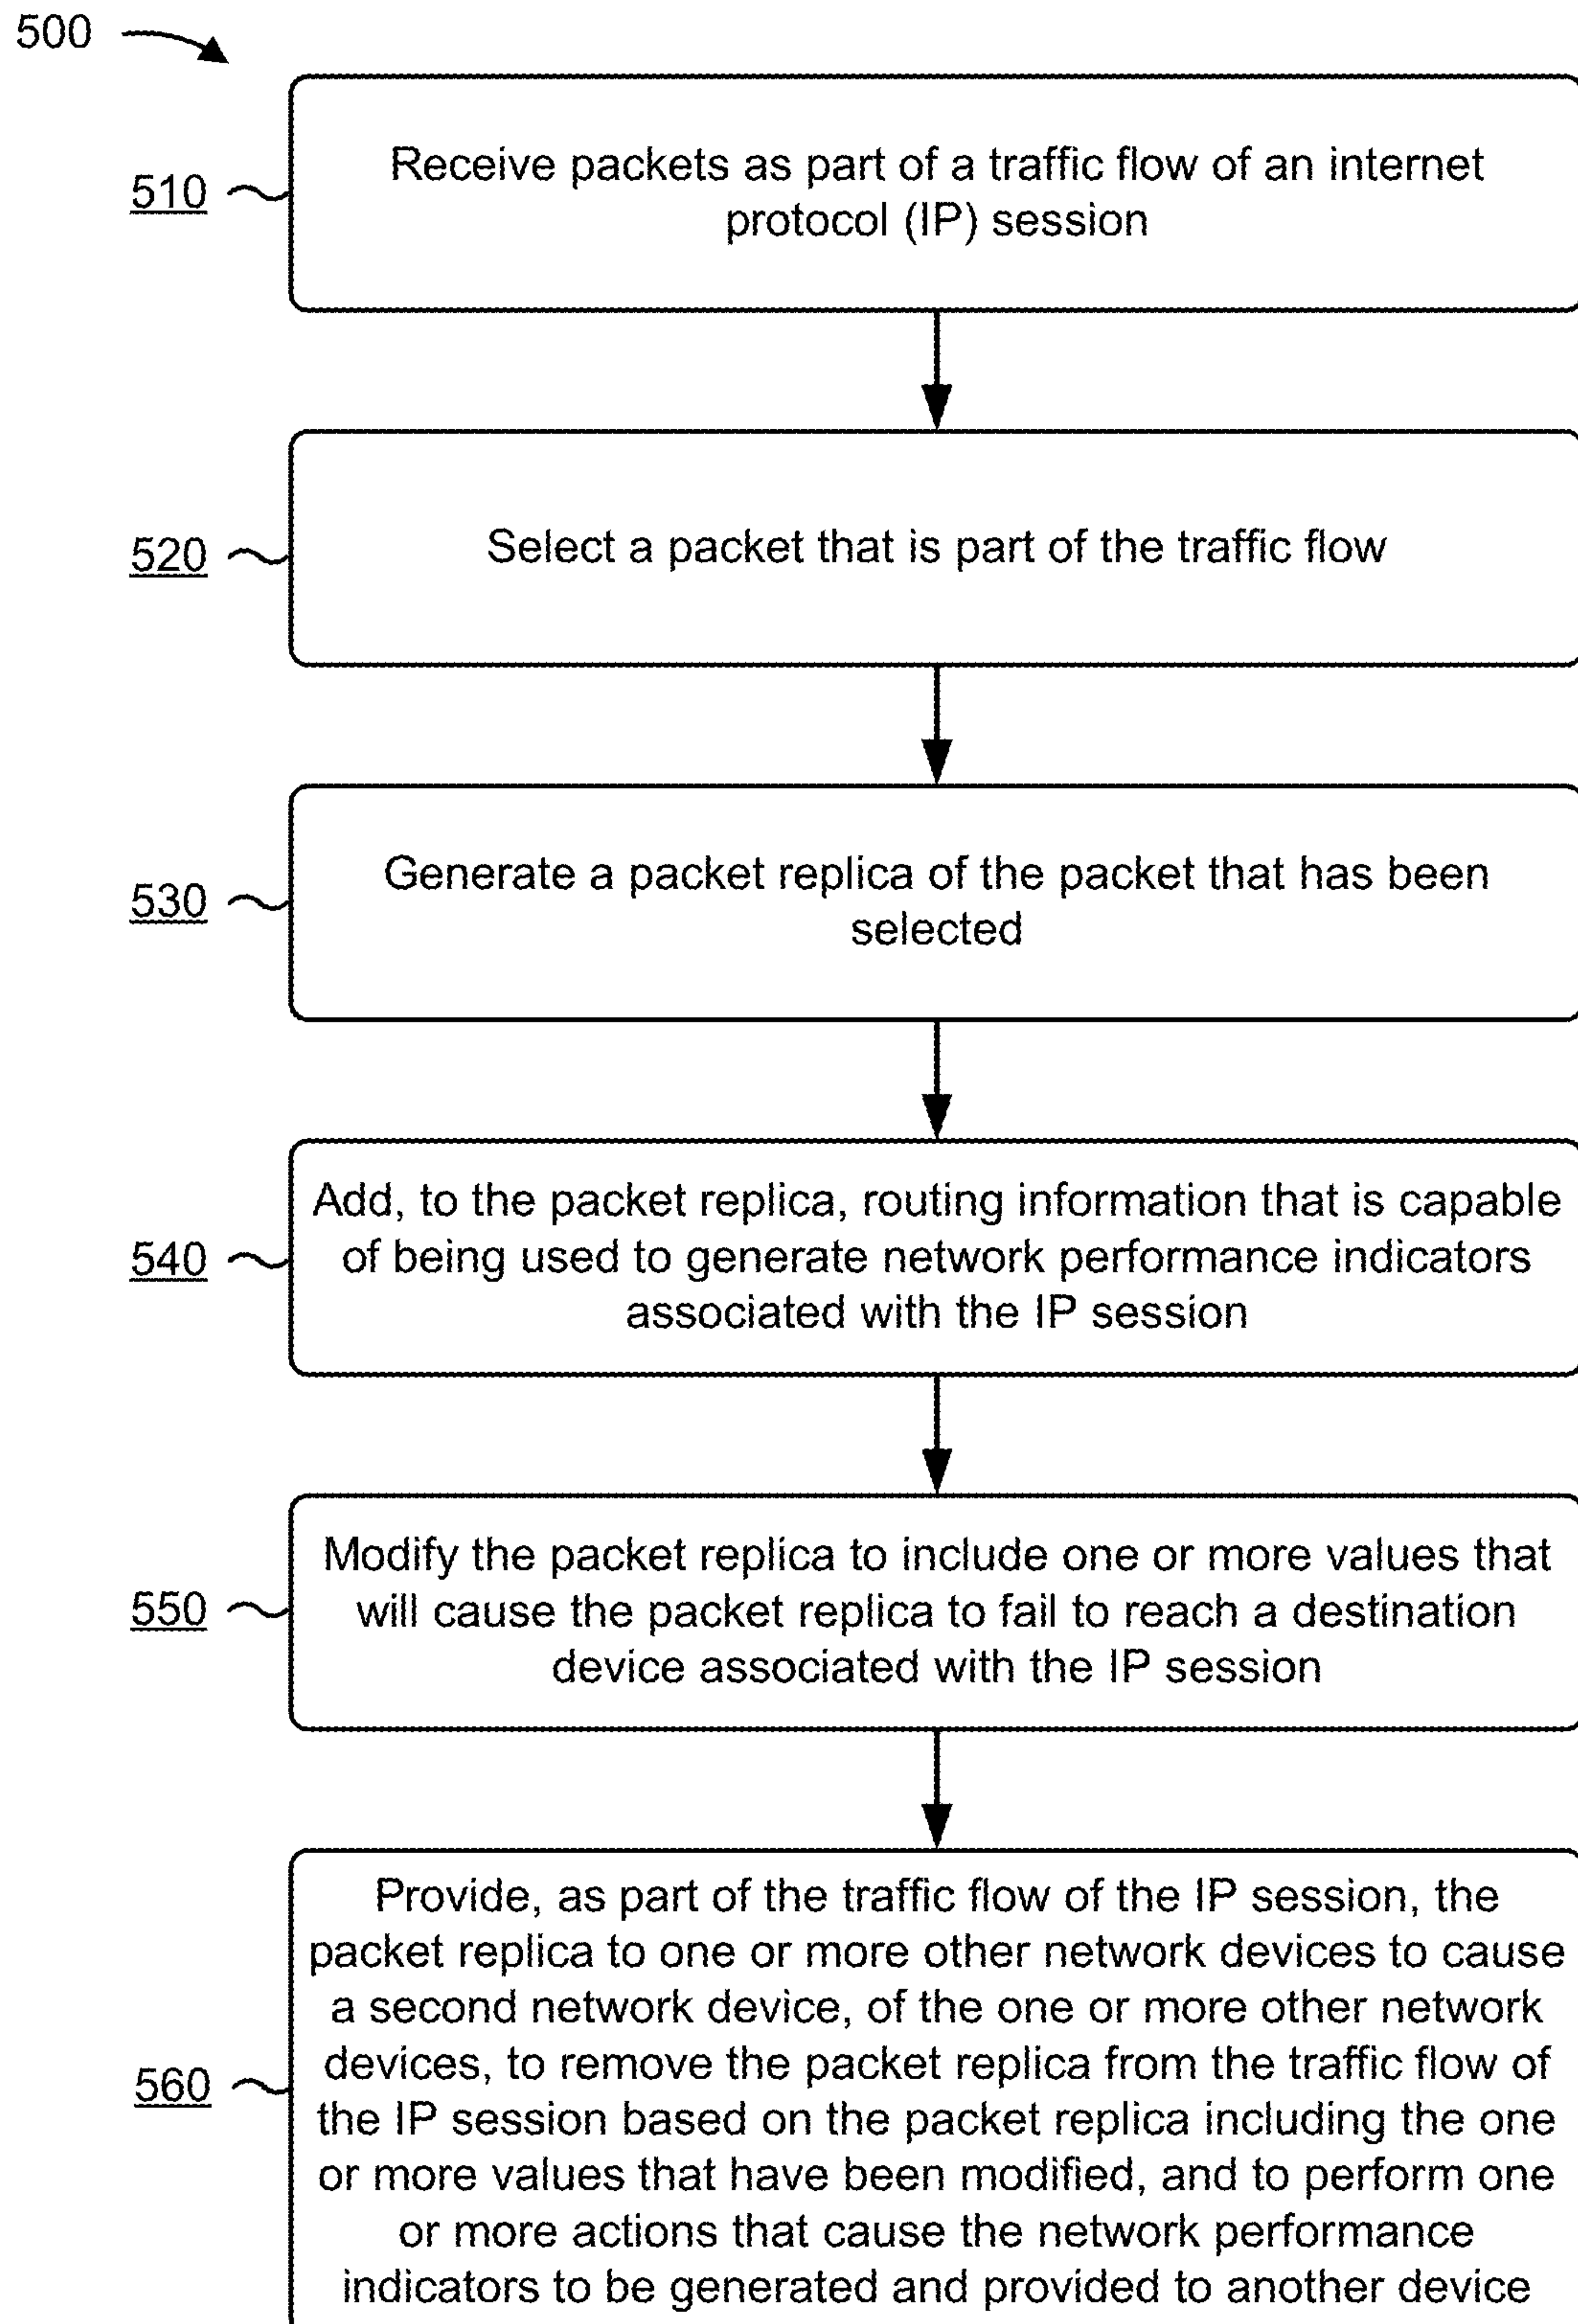 500
510
Receive packets as part of a traffic flow of an internet
protocol (IP) session
520
Select a packet that is part of the traffic flow
530
Generate a packet replica of the packet that has been
selected
540
Add, to the packet replica, routing information that is capable
of being used to generate network performance indicators
associated with the IP session
550
Modify the packet replica to include one or more values that
will cause the packet replica to fail to reach a destination
device associated with the IP session
560
Provide, as part of the traffic flow of the IP session, the
packet replica to one or more other network devices to cause
a second network device, of the one or more other network
devices, to remove the packet replica from the traffic flow of
the IP session based on the packet replica including the one
or more values that have been modified, and to perform one
or more actions that cause the network performance
indicators to be generated and provided to another device